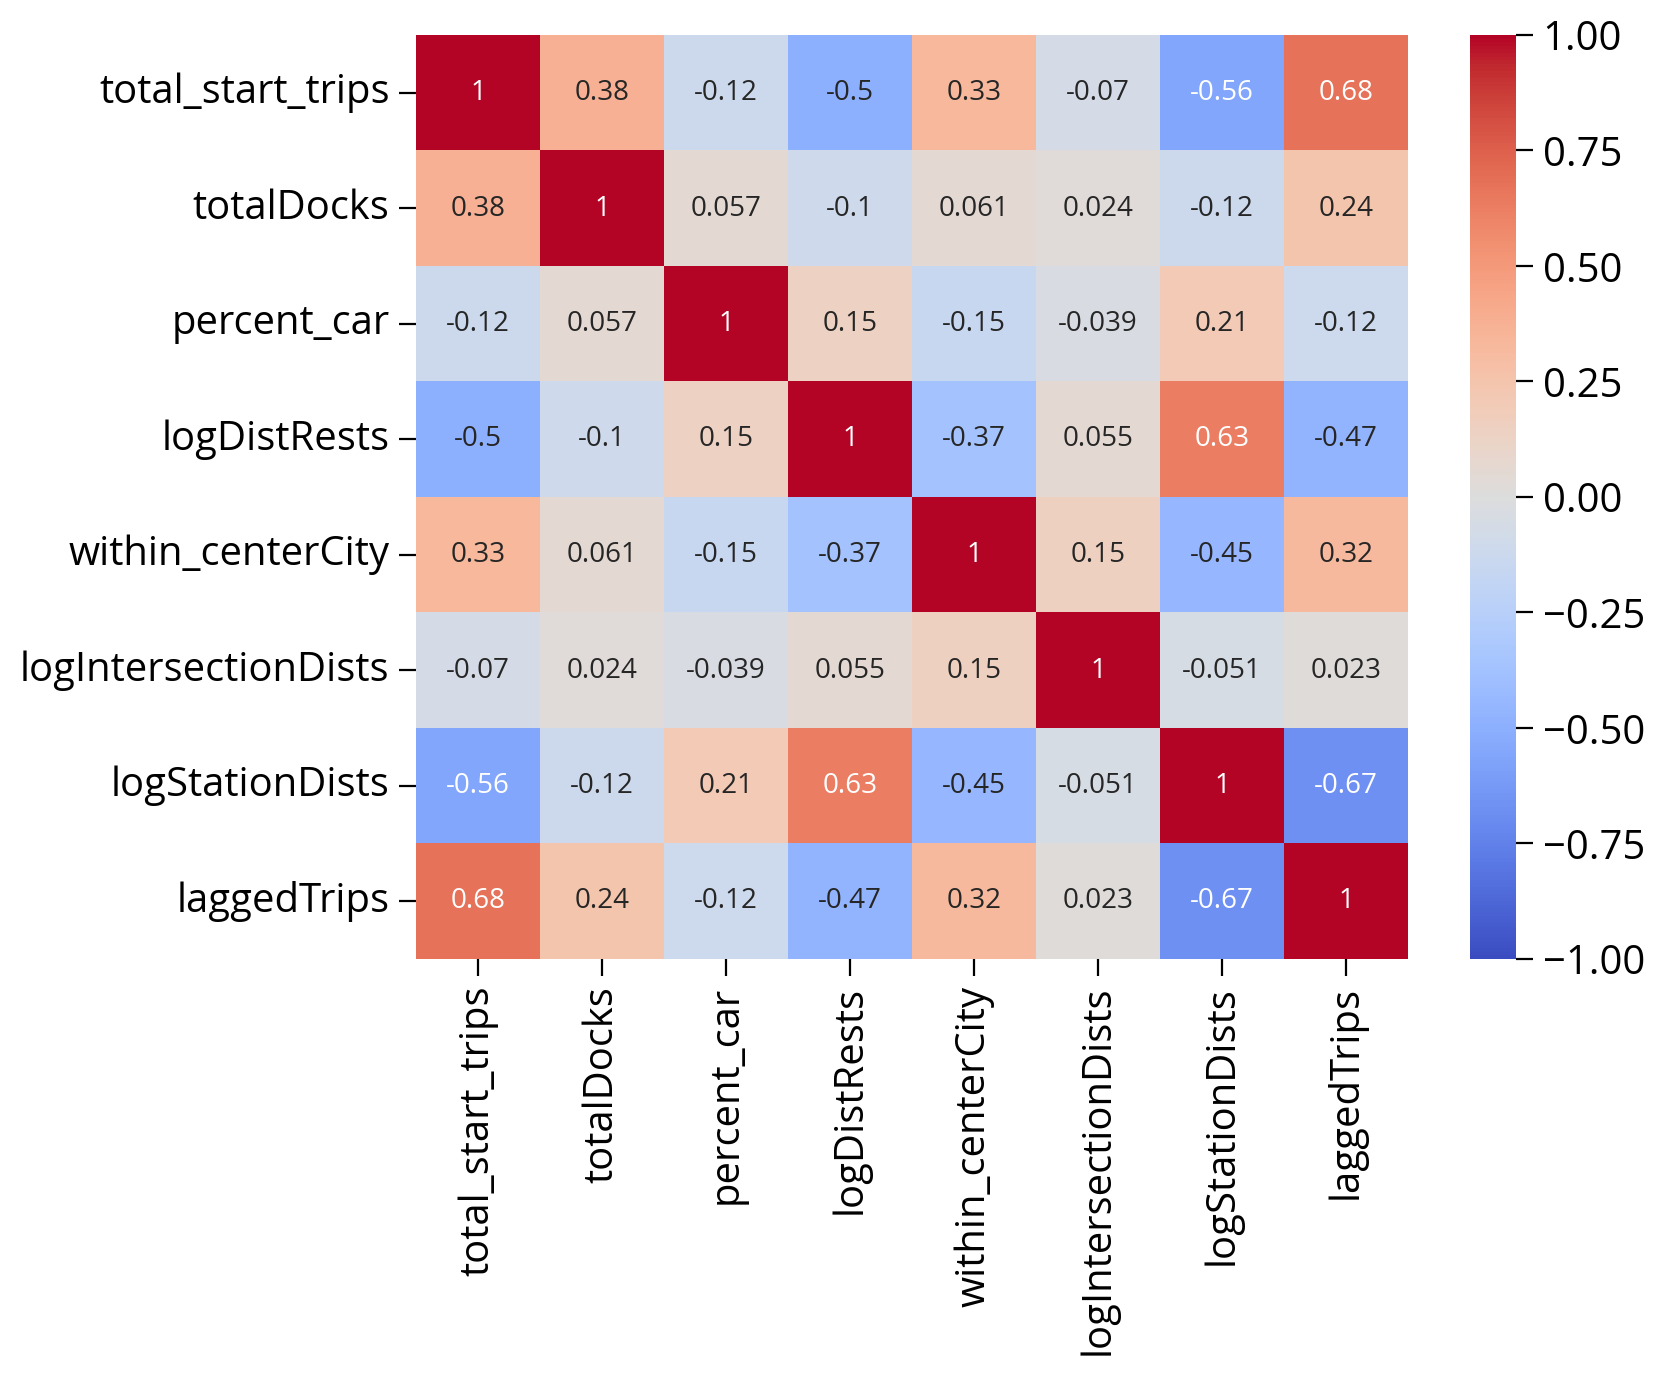 total_start_trips 1 0.38 -0.12 -0.5 0.33 -0.07 -0.56 0.68
totalDocks 0.38 1 0.057 -0.1 0.061 0.024 -0.12 0.24
percent_car -0.12 0.057 1 0.15 -0.15 -0.039 0.21 -0.12
logDistRests -0.5 -0.1 0.15 1 -0.37 0.055 0.63 -0.47
within_centerCity 0.33 0.061 -0.15 -0.37 1 0.15 -0.45 0.32
logIntersectionDists -0.07 0.024 -0.039 0.055 0.15 1 -0.051 0.023
logStationDists -0.56 -0.12 0.21 0.63 -0.45 -0.051 1 -0.67
laggedTrips 0.68 0.24 -0.12 -0.47 0.32 0.023 -0.67 1
total_start_trips
totalDocks
percent_car
logDistRests
within_centerCity
logIntersectionDists
logStationDists
laggedTrips
1.00
0.75
0.50
0.25
0.00
−0.25
−0.50
−0.75
−1.00